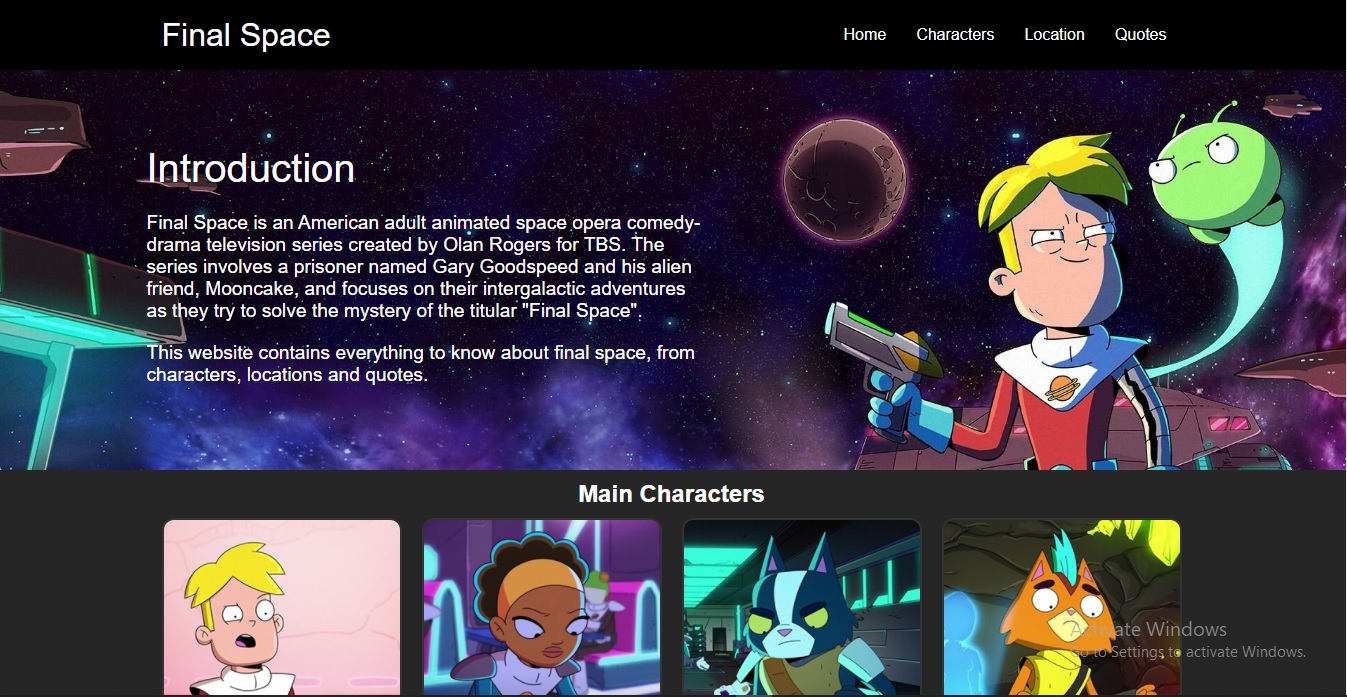 Final Space
Home
Characters
Location
Quotes
Introduction
Final Space is an American adult animated space opera comedy-
drama television series created by Olan Rogers for TBS. The
series involves a prisoner named Gary Goodspeed and his alien
friend, Mooncake, and focuses on their intergalactic adventures
as they try to solve the mystery of the titular "Final Space".
This website contains everything to know about final space, from
characters, locations and quotes.
Main Characters
Activate Windows
Go to Settings to activate Windows.